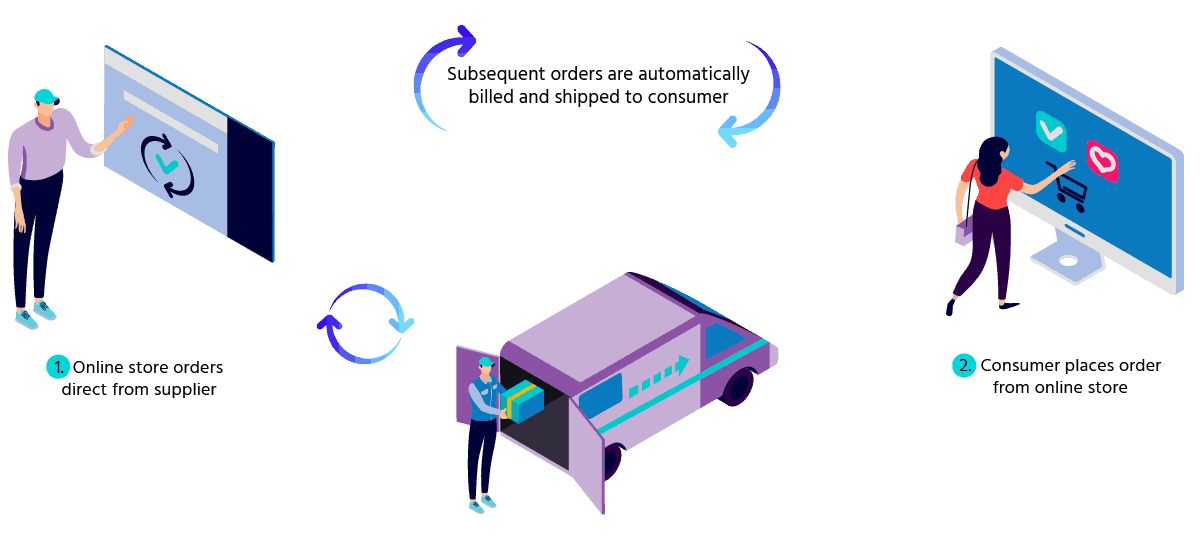 Subsequent orders are automatically
billed and shipped to consumer
1. Online store orders
direct from supplier
2. Consumer places order
from online store